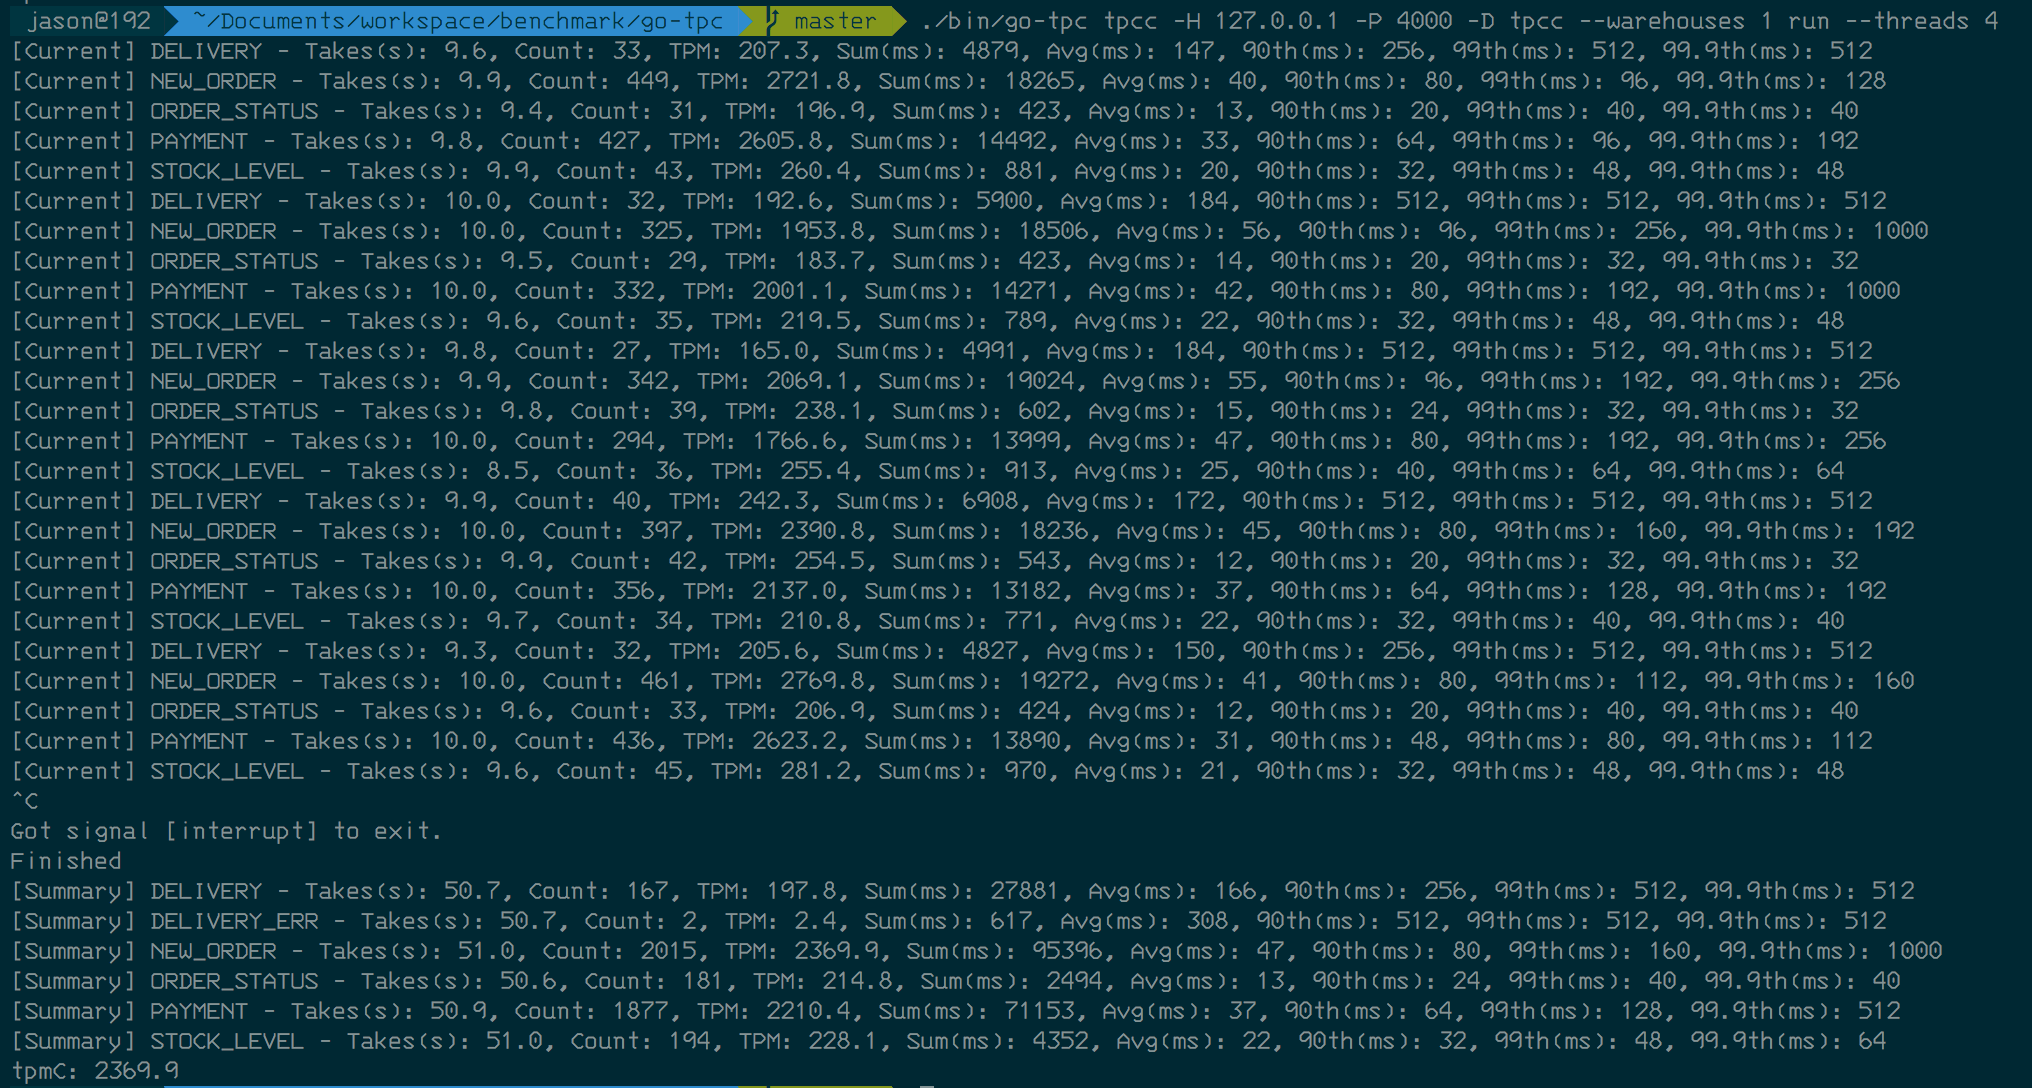 jason@192 ~/Documents/workspace/benchmark/go-tpc master ./bin/go-tpc tpcc -H 127.0.0.1 -P 4000 -D tpcc --warehouses 1 run --threads 4
[Current] DELIVERY - Takes(s): 9.6, Count: 33, TPM: 207.3, Sum(ms): 4879, Avg(ms): 147, 90th(ms): 256, 99th(ms): 512, 99.9th(ms): 512
[Current] NEW_ORDER - Takes(s): 9.9, Count: 449, TPM: 2721.8, Sum(ms): 18265, Avg(ms): 40, 90th(ms): 80, 99th(ms): 96, 99.9th(ms): 128
[Current] ORDER_STATUS - Takes(s): 9.4, Count: 31, TPM: 196.9, Sum(ms): 423, Avg(ms): 13, 90th(ms): 20, 99th(ms): 40, 99.9th(ms): 40
[Current] PAYMENT - Takes(s): 9.8, Count: 427, TPM: 2605.8, Sum(ms): 14492, Avg(ms): 33, 90th(ms): 64, 99th(ms): 96, 99.9th(ms): 192
[Current] STOCK_LEVEL - Takes(s): 9.9, Count: 43, TPM: 260.4, Sum(ms): 881, Avg(ms): 20, 90th(ms): 32, 99th(ms): 48, 99.9th(ms): 48
[Current] DELIVERY - Takes(s): 10.0, Count: 32, TPM: 192.6, Sum(ms): 5900, Avg(ms): 184, 90th(ms): 512, 99th(ms): 512, 99.9th(ms): 512
[Current] NEW_ORDER - Takes(s): 10.0, Count: 325, TPM: 1953.8, Sum(ms): 18506, Avg(ms): 56, 90th(ms): 96, 99th(ms): 256, 99.9th(ms): 1000
[Current] ORDER_STATUS - Takes(s): 9.5, Count: 29, TPM: 183.7, Sum(ms): 423, Avg(ms): 14, 90th(ms): 20, 99th(ms): 32, 99.9th(ms): 32
[Current] PAYMENT - Takes(s): 10.0, Count: 332, TPM: 2001.1, Sum(ms): 14271, Avg(ms): 42, 90th(ms): 80, 99th(ms): 192, 99.9th(ms): 1000
[Current] STOCK_LEVEL - Takes(s): 9.6, Count: 35, TPM: 219.5, Sum(ms): 789, Avg(ms): 22, 90th(ms): 32, 99th(ms): 48, 99.9th(ms): 48
[Current] DELIVERY - Takes(s): 9.8, Count: 27, TPM: 165.0, Sum(ms): 4991, Avg(ms): 184, 90th(ms): 512, 99th(ms): 512, 99.9th(ms): 512
[Current] NEW_ORDER - Takes(s): 9.9, Count: 342, TPM: 2069.1, Sum(ms): 19024, Avg(ms): 55, 90th(ms): 96, 99th(ms): 192, 99.9th(ms): 256
[Current] ORDER_STATUS - Takes(s): 9.8, Count: 39, TPM: 238.1, Sum(ms): 602, Avg(ms): 15, 90th(ms): 24, 99th(ms): 32, 99.9th(ms): 32
[Current] PAYMENT - Takes(s): 10.0, Count: 294, TPM: 1766.6, Sum(ms): 13999, Avg(ms): 47, 90th(ms): 80, 99th(ms): 192, 99.9th(ms): 256
[Current] STOCK_LEVEL - Takes(s): 8.5, Count: 36, TPM: 255.4, Sum(ms): 913, Avg(ms): 25, 90th(ms): 40, 99th(ms): 64, 99.9th(ms): 64
[Current] DELIVERY - Takes(s): 9.9, Count: 40, TPM: 242.3, Sum(ms): 6908, Avg(ms): 172, 90th(ms): 512, 99th(ms): 512, 99.9th(ms): 512
[Current] NEW_ORDER - Takes(s): 10.0, Count: 397, TPM: 2390.8, Sum(ms): 18236, Avg(ms): 45, 90th(ms): 80, 99th(ms): 160, 99.9th(ms): 192
[Current] ORDER_STATUS - Takes(s): 9.9, Count: 42, TPM: 254.5, Sum(ms): 543, Avg(ms): 12, 90th(ms): 20, 99th(ms): 32, 99.9th(ms): 32
[Current] PAYMENT - Takes(s): 10.0, Count: 356, TPM: 2137.0, Sum(ms): 13182, Avg(ms): 37, 90th(ms): 64, 99th(ms): 128, 99.9th(ms): 192
[Current] STOCK_LEVEL - Takes(s): 9.7, Count: 34, TPM: 210.8, Sum(ms): 771, Avg(ms): 22, 90th(ms): 32, 99th(ms): 40, 99.9th(ms): 40
[Current] DELIVERY - Takes(s): 9.3, Count: 32, TPM: 205.6, Sum(ms): 4827, Avg(ms): 150, 90th(ms): 256, 99th(ms): 512, 99.9th(ms): 512
[Current] NEW_ORDER - Takes(s): 10.0, Count: 461, TPM: 2769.8, Sum(ms): 19272, Avg(ms): 41, 90th(ms): 80, 99th(ms): 112, 99.9th(ms): 160
[Current] ORDER_STATUS - Takes(s): 9.6, Count: 33, TPM: 206.9, Sum(ms): 424, Avg(ms): 12, 90th(ms): 20, 99th(ms): 40, 99.9th(ms): 40
[Current] PAYMENT - Takes(s): 10.0, Count: 436, TPM: 2623.2, Sum(ms): 13890, Avg(ms): 31, 90th(ms): 48, 99th(ms): 80, 99.9th(ms): 112
[Current] STOCK_LEVEL - Takes(s): 9.6, Count: 45, TPM: 281.2, Sum(ms): 970, Avg(ms): 21, 90th(ms): 32, 99th(ms): 48, 99.9th(ms): 48
^C
Got signal [interrupt] to exit.
Finished
[Summary] DELIVERY - Takes(s): 50.7, Count: 167, TPM: 197.8, Sum(ms): 27881, Avg(ms): 166, 90th(ms): 256, 99th(ms): 512, 99.9th(ms): 512
[Summary] DELIVERY_ERR - Takes(s): 50.7, Count: 2, TPM: 2.4, Sum(ms): 617, Avg(ms): 308, 90th(ms): 512, 99th(ms): 512, 99.9th(ms): 512
[Summary] NEW_ORDER - Takes(s): 51.0, Count: 2015, TPM: 2369.9, Sum(ms): 95396, Avg(ms): 47, 90th(ms): 80, 99th(ms): 160, 99.9th(ms): 1000
[Summary] ORDER_STATUS - Takes(s): 50.6, Count: 181, TPM: 214.8, Sum(ms): 2494, Avg(ms): 13, 90th(ms): 24, 99th(ms): 40, 99.9th(ms): 40
[Summary] PAYMENT - Takes(s): 50.9, Count: 1877, TPM: 2210.4, Sum(ms): 71153, Avg(ms): 37, 90th(ms): 64, 99th(ms): 128, 99.9th(ms): 512
[Summary] STOCK_LEVEL - Takes(s): 51.0, Count: 194, TPM: 228.1, Sum(ms): 4352, Avg(ms): 22, 90th(ms): 32, 99th(ms): 48, 99.9th(ms): 64
tpmC: 2369.9